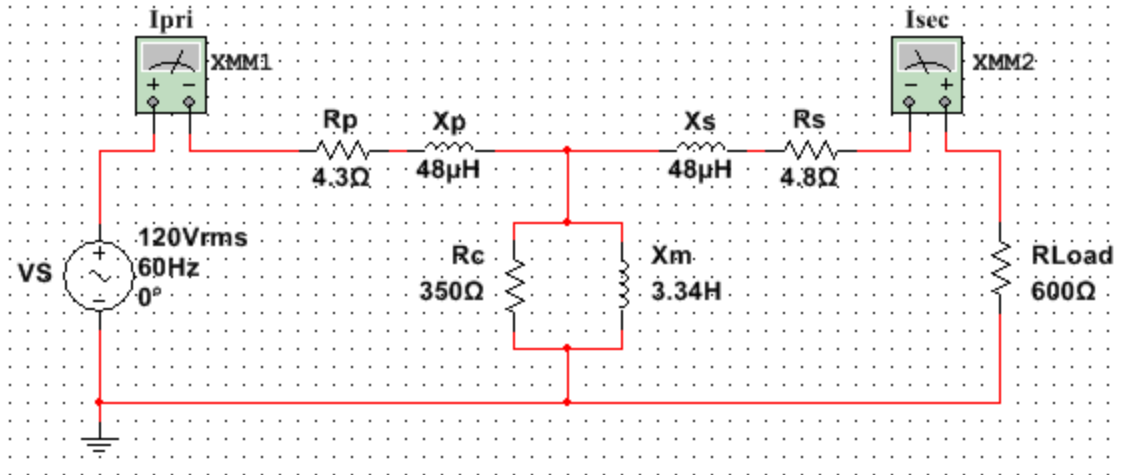 Ipri
Isec
XMM1
XMM2
+ −
− +
Rp
Xp
Xs
Rs
4.3Ω
48µH
48µH
4.8Ω
VS
+
−
120Vrms
60Hz
0°
Rc
350Ω
Xm
3.34H
RLoad
600Ω